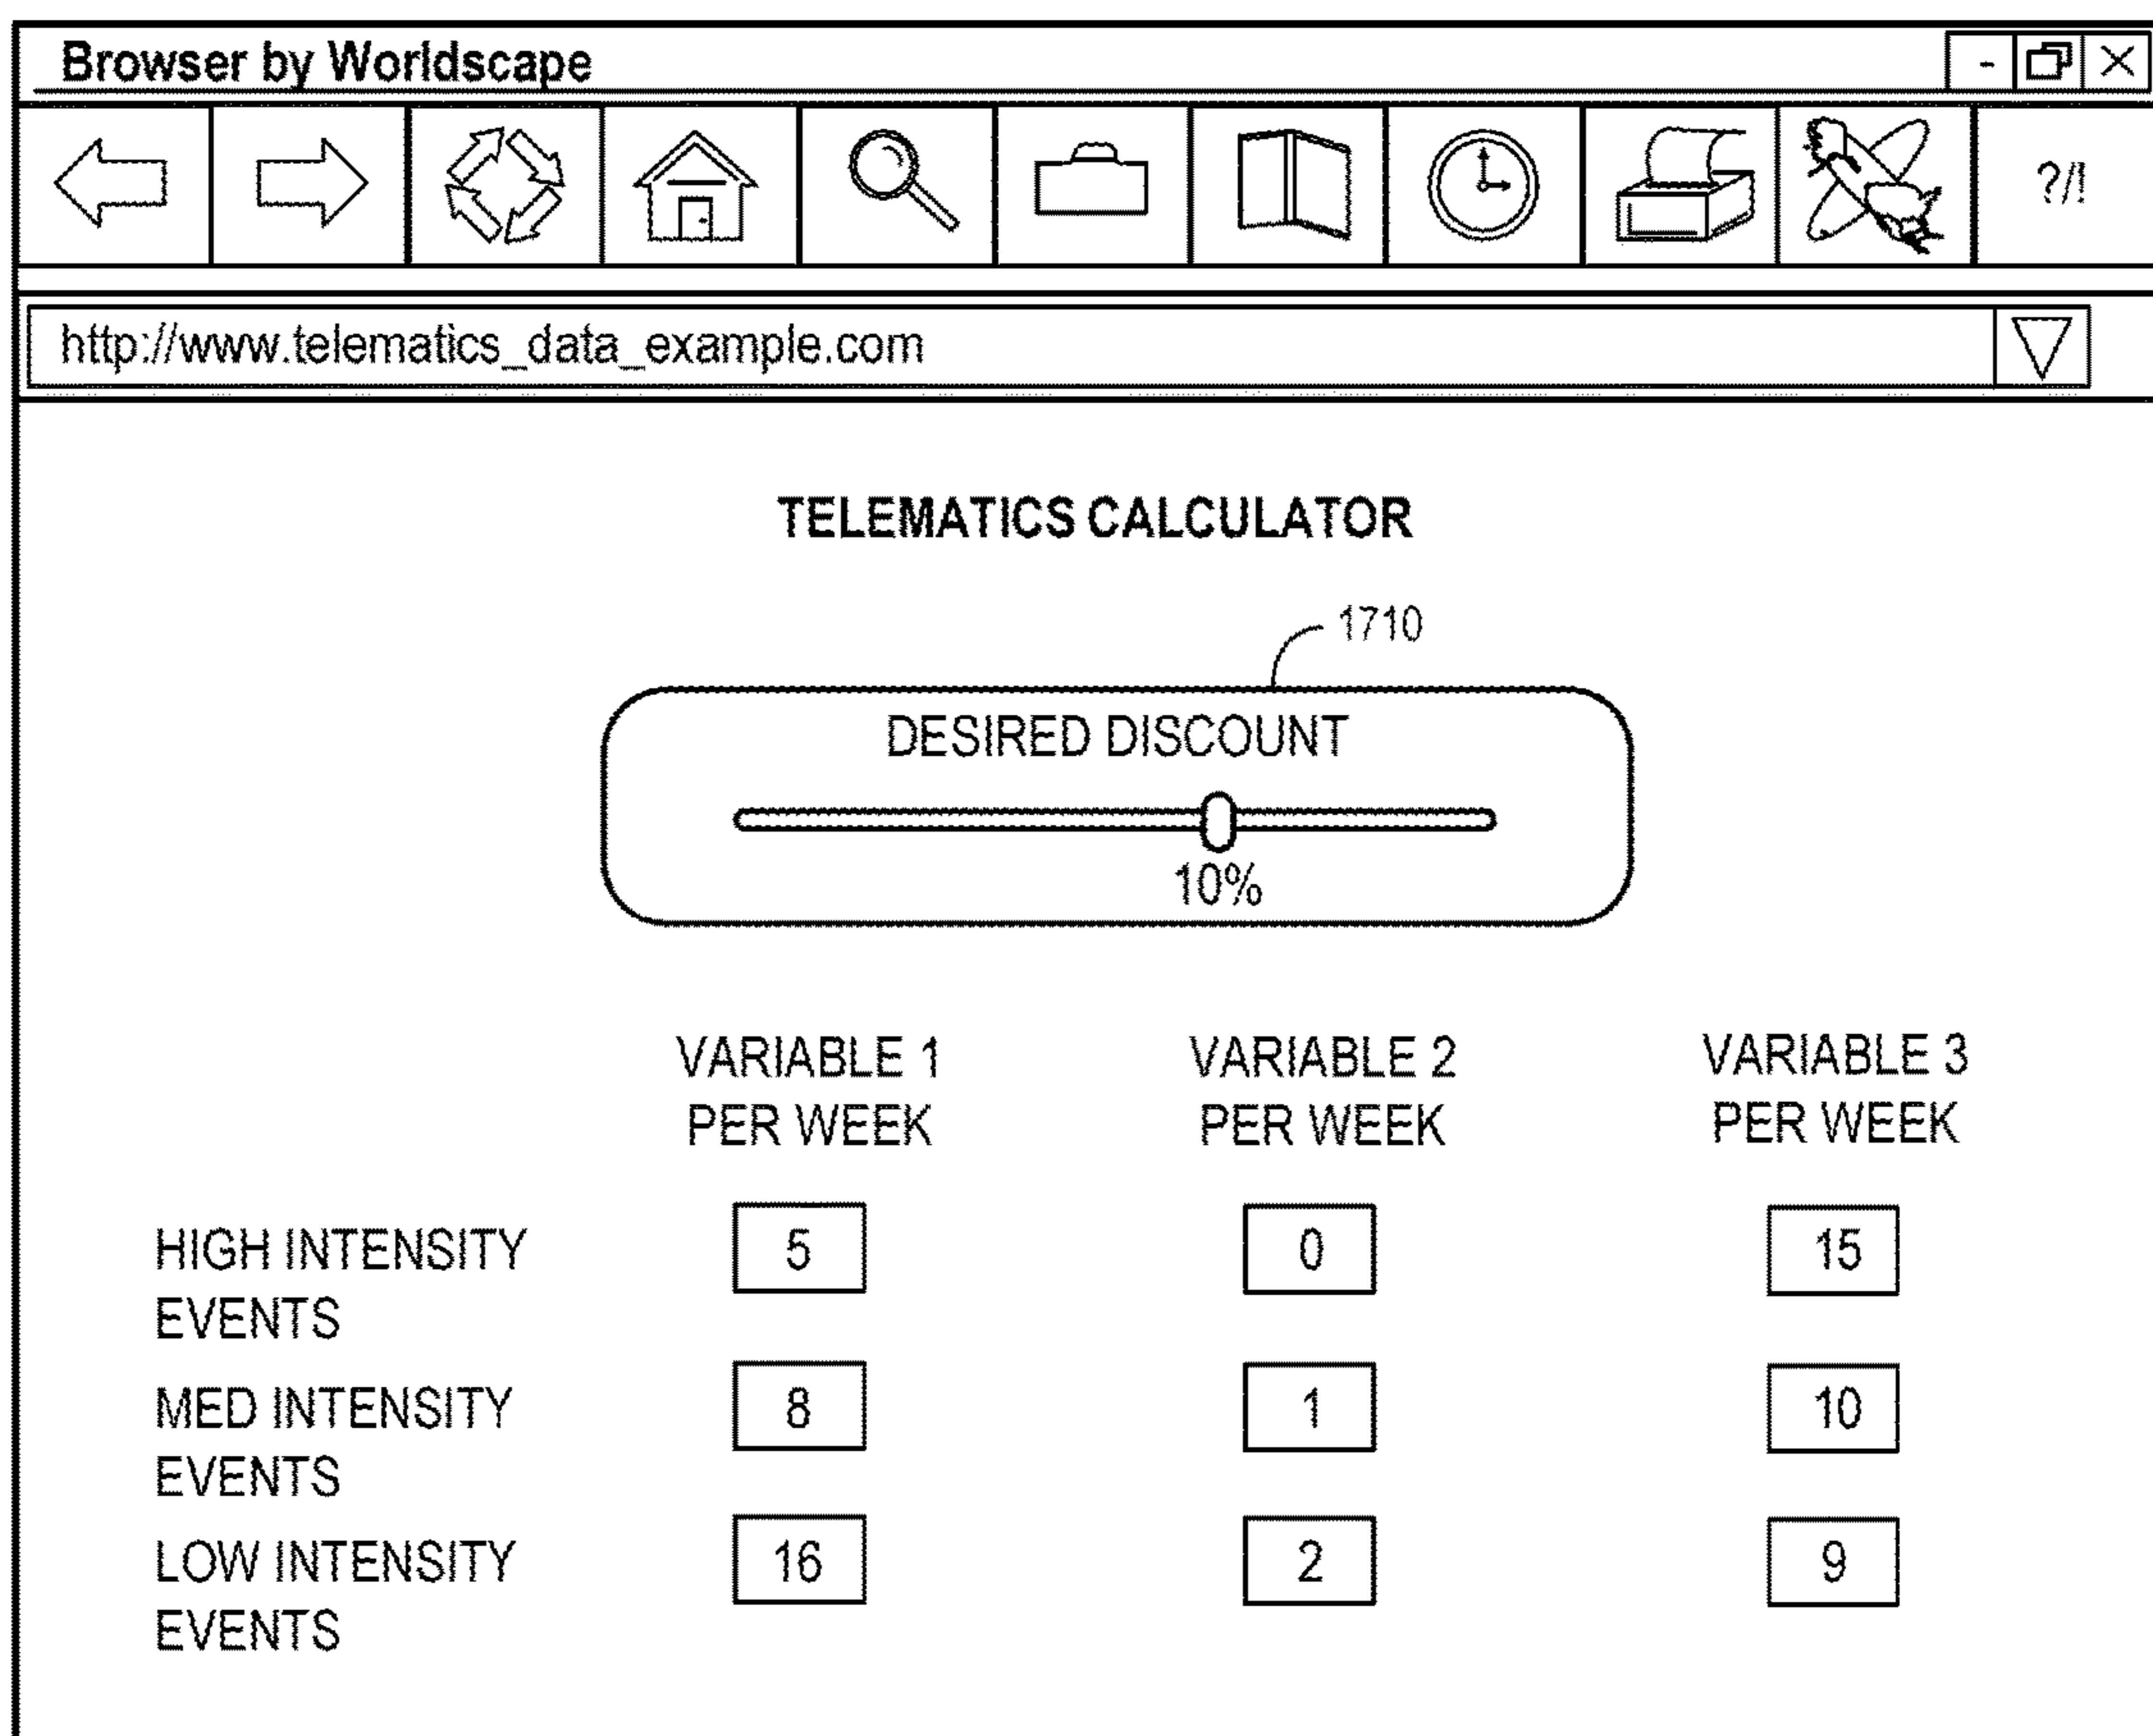 Browser by Worldscape
?/!
http://www.telematics_data_example.com
TELEMATICS CALCULATOR
1710
DESIRED DISCOUNT
10%
VARIABLE 1 VARIABLE 2 VARIABLE 3
PER WEEK PER WEEK PER WEEK
HIGH INTENSITY 5 0 15
EVENTS
MED INTENSITY 8 1 10
EVENTS
LOW INTENSITY 16 2 9
EVENTS